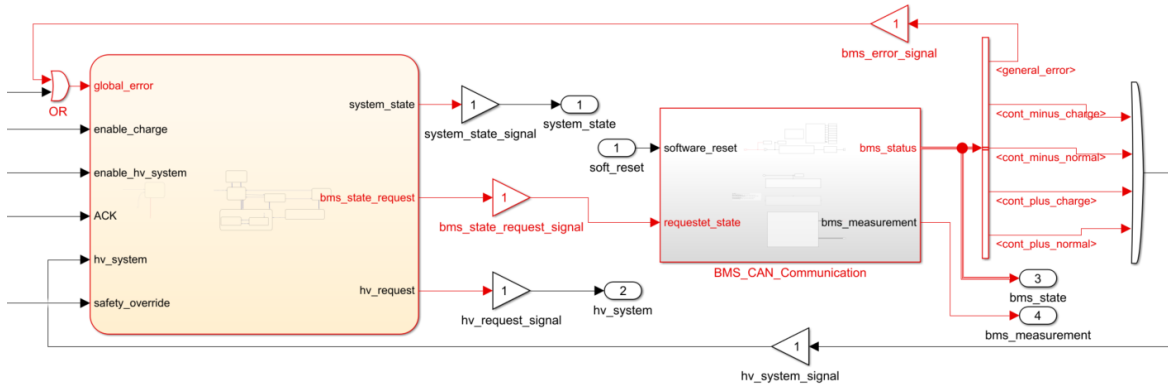 1
bms_error_signal
<general_error>
OR
global_error
system_state
1
system_state_signal
1
system_state
<cont_minus_charge>
enable_charge
1
soft_reset
software_reset
bms_status
<cont_minus_normal>
enable_hv_system
bms_state_request
1
bms_state_request_signal
<cont_plus_charge>
ACK
requestet_state
bms_measurement
<cont_plus_normal>
hv_system
BMS_CAN_Communication
3
bms_state
safety_override
hv_request
1
hv_request_signal
2
hv_system
4
bms_measurement
1
hv_system_signal